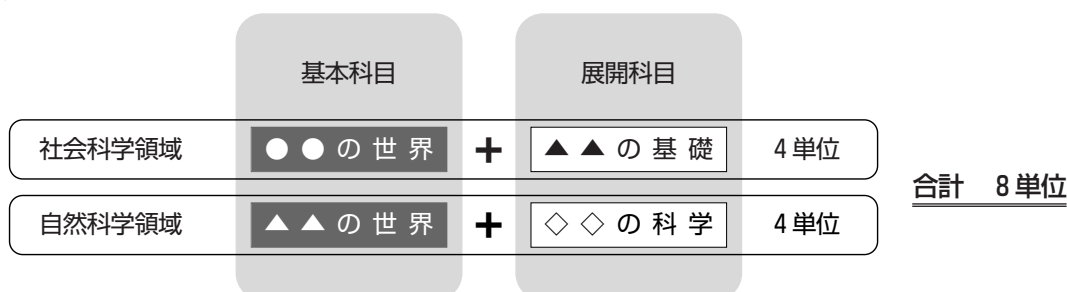 基本科目 展開科目
社会科学領域 ●●の世界 + ▲▲の基礎 4単位
合計 8単位
自然科学領域 ▲▲の世界 + ◇◇の科学 4単位